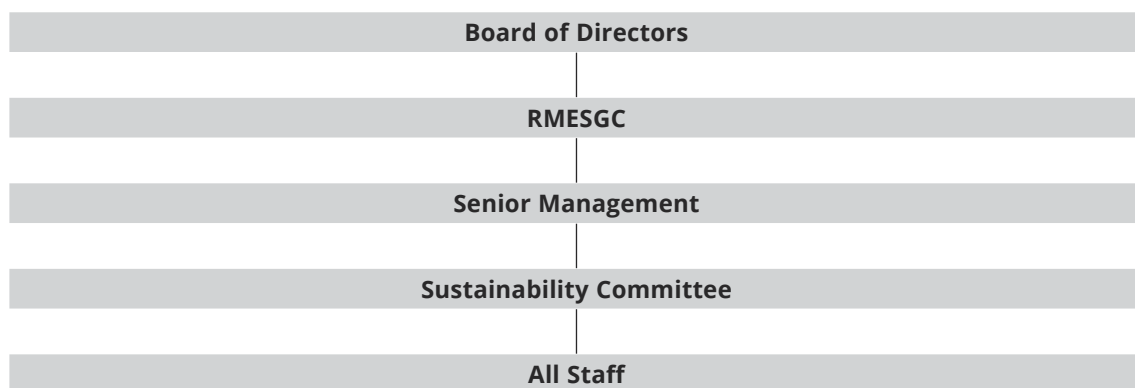 Board of Directors
RMESGC
Senior Management
Sustainability Committee
All Staff